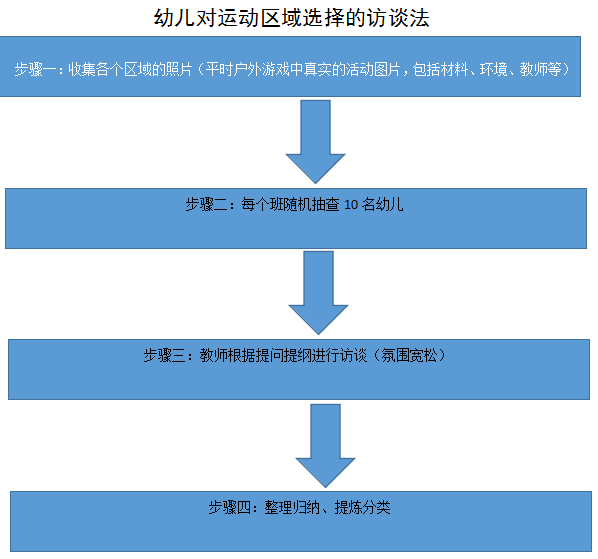 幼儿对运动区域选择的访谈法
步骤一：收集各个区域的照片（平时户外游戏中真实的活动图片，包括材料、环境、教师等）
步骤二：每个班随机抽查 10 名幼儿
步骤三：教师根据提问提纲进行访谈（氛围宽松）
步骤四：整理归纳、提炼分类